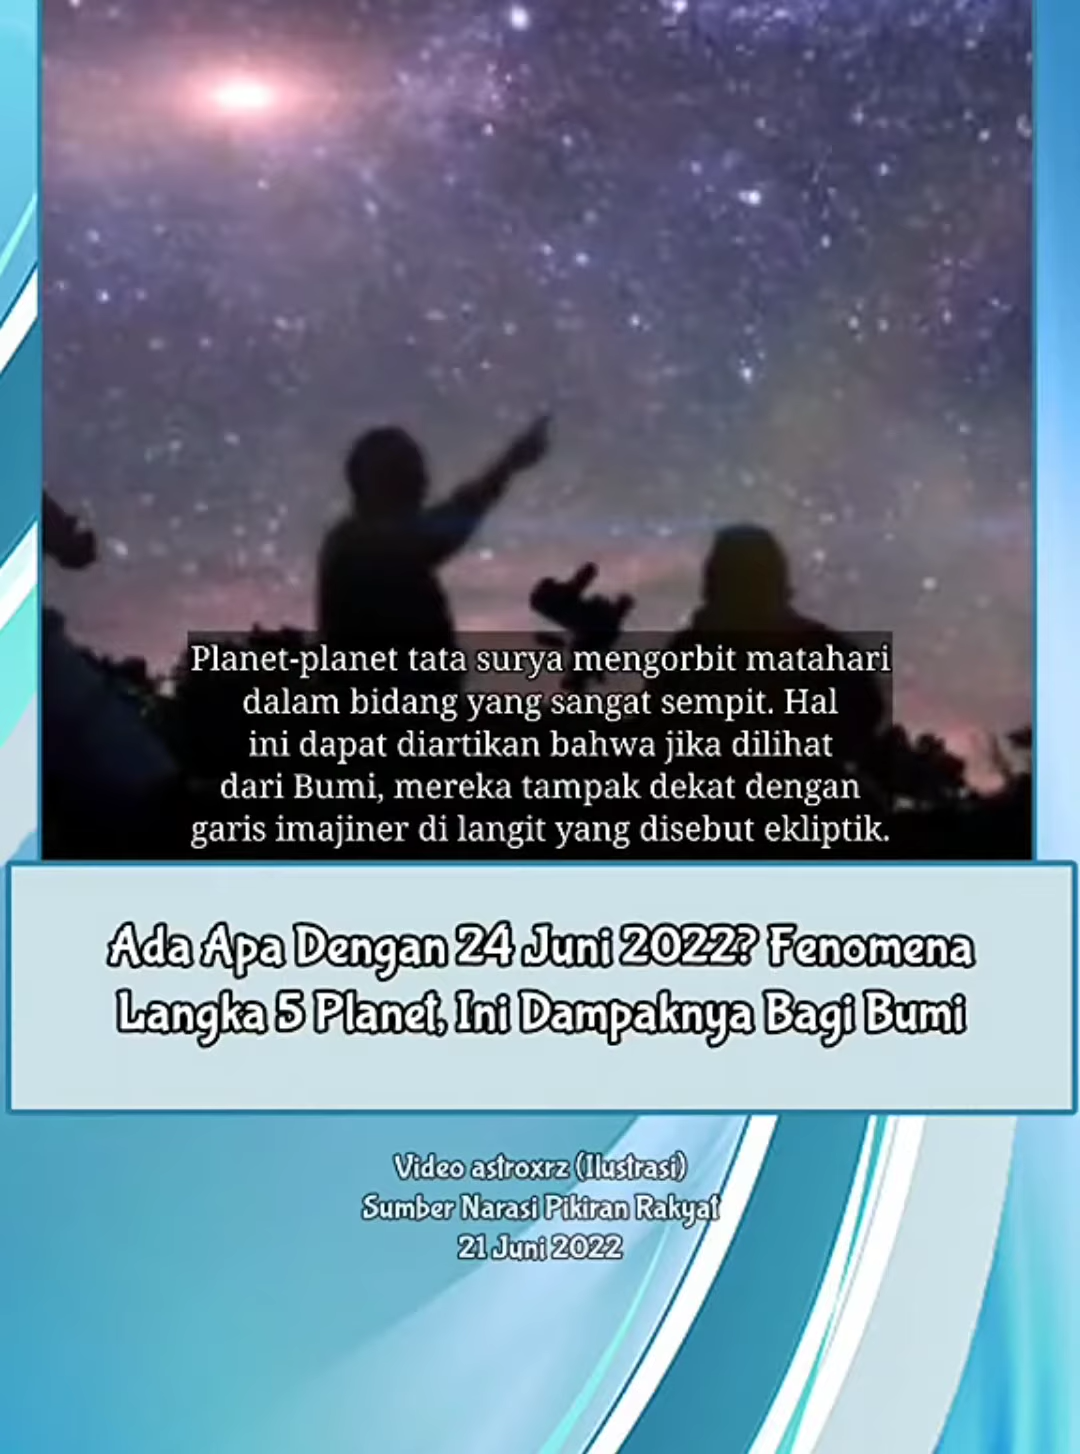 Planet-planet tata surya mengorbit matahari
dalam bidang yang sangat sempit. Hal
ini dapat diartikan bahwa jika dilihat
dari Bumi, mereka tampak dekat dengan
garis imajiner di langit yang disebut ekliptik.
Ada Apa Dengan 24 Juni 2022? Fenomena
Langka 5 Planet, Ini Dampaknya Bagi Bumi
Video astroxrz (Ilustrasi)
Sumber Narasi Pikiran Rakyat
21 Juni 2022